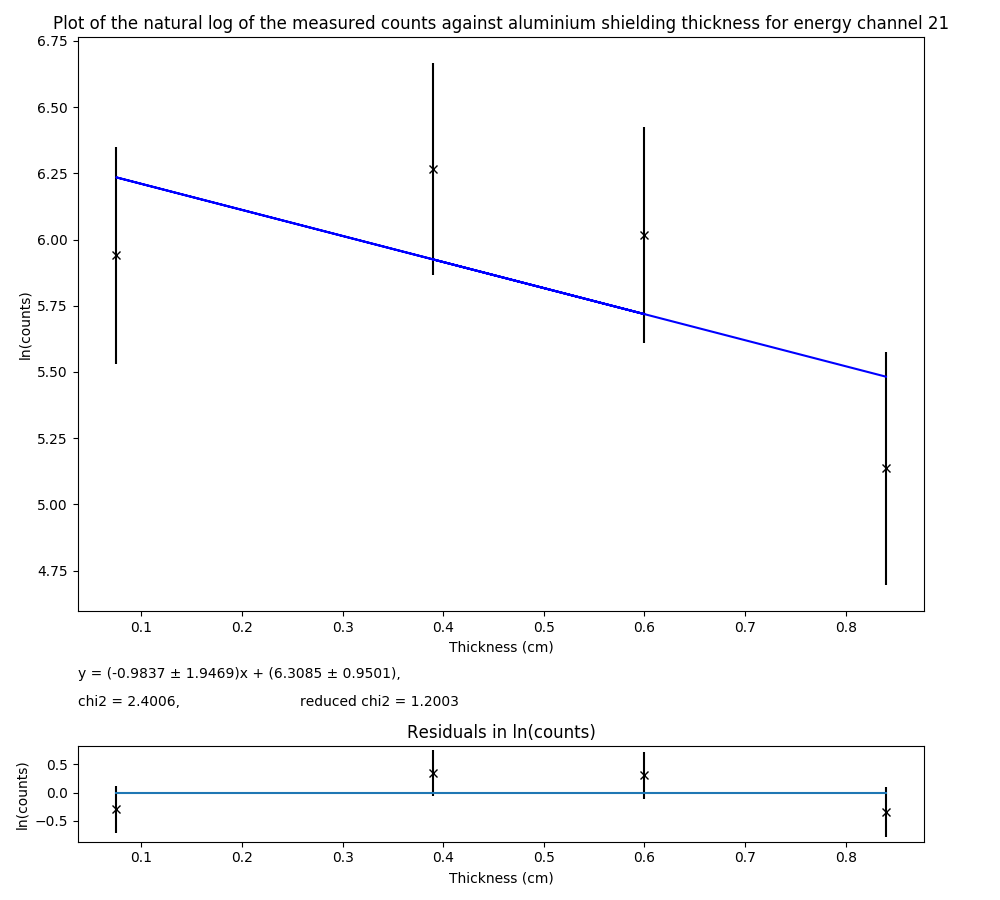 Plot of the natural log of the measured counts against aluminium shielding thickness for energy channel 21
ln(counts)
6.75
6.50
6.25
6.00
5.75
5.50
5.25
5.00
4.75
0.1 0.2 0.3 0.4 0.5 0.6 0.7 0.8
Thickness (cm)
y = (-0.9837 ± 1.9469)x + (6.3085 ± 0.9501),
chi2 = 2.4006, reduced chi2 = 1.2003
Residuals in ln(counts)
ln(counts)
0.5
0.0
−0.5
0.1 0.2 0.3 0.4 0.5 0.6 0.7 0.8
Thickness (cm)